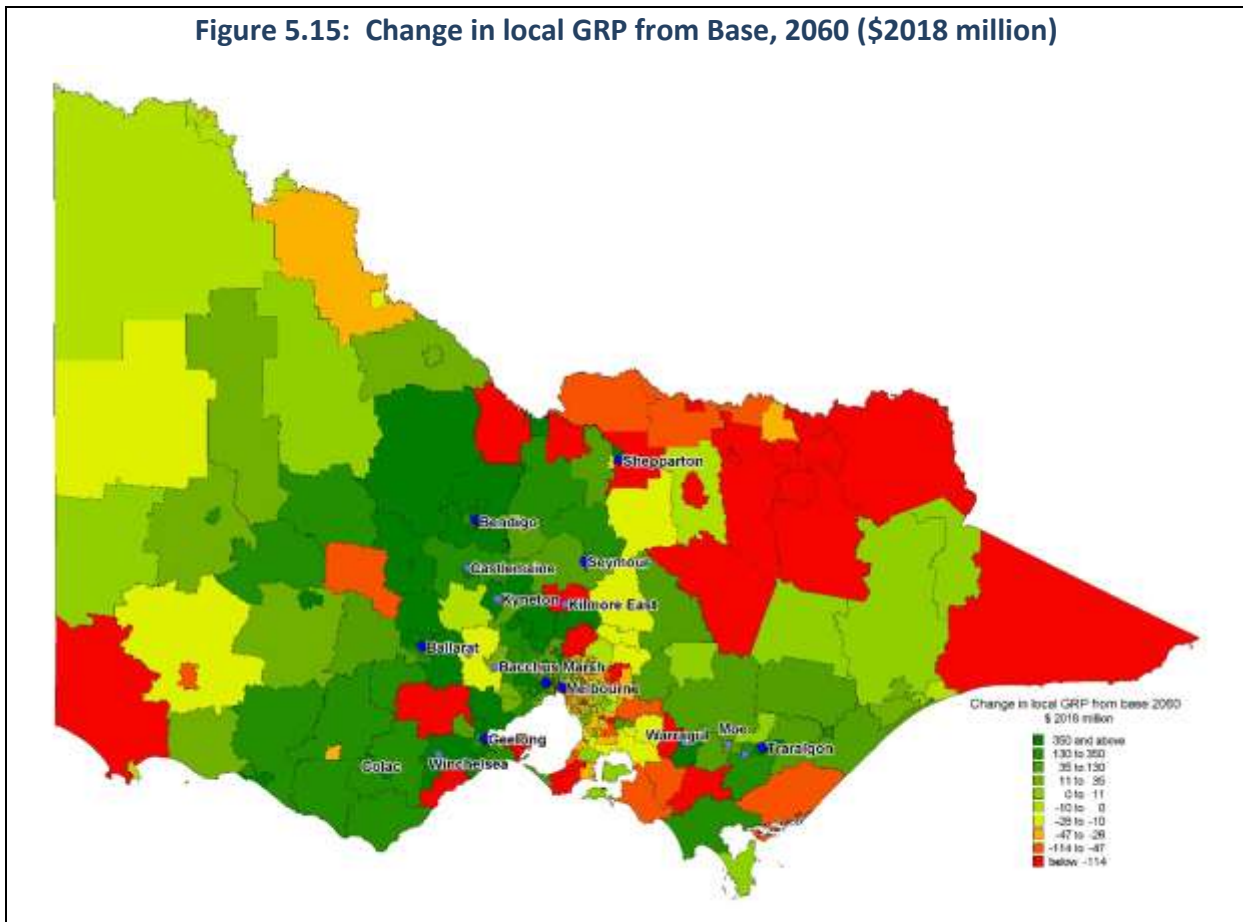 Figure 5.15: Change in local GRP from Base, 2060 ($2018 million)
Shepparton
Bendigo
Seymour
Castlemaine
Kyneton
Kilmore East
Ballarat
Bacchus Marsh
Melbourne
Geelong
Warragul
Moe
Traralgon
Colac
Winchelsea
Change in local GRP from base 2060
$ 2018 million
350 and above
130 to 350
35 to 130
11 to 35
0 to 11
-10 to 0
-28 to -10
-47 to -28
-114 to -47
below -114